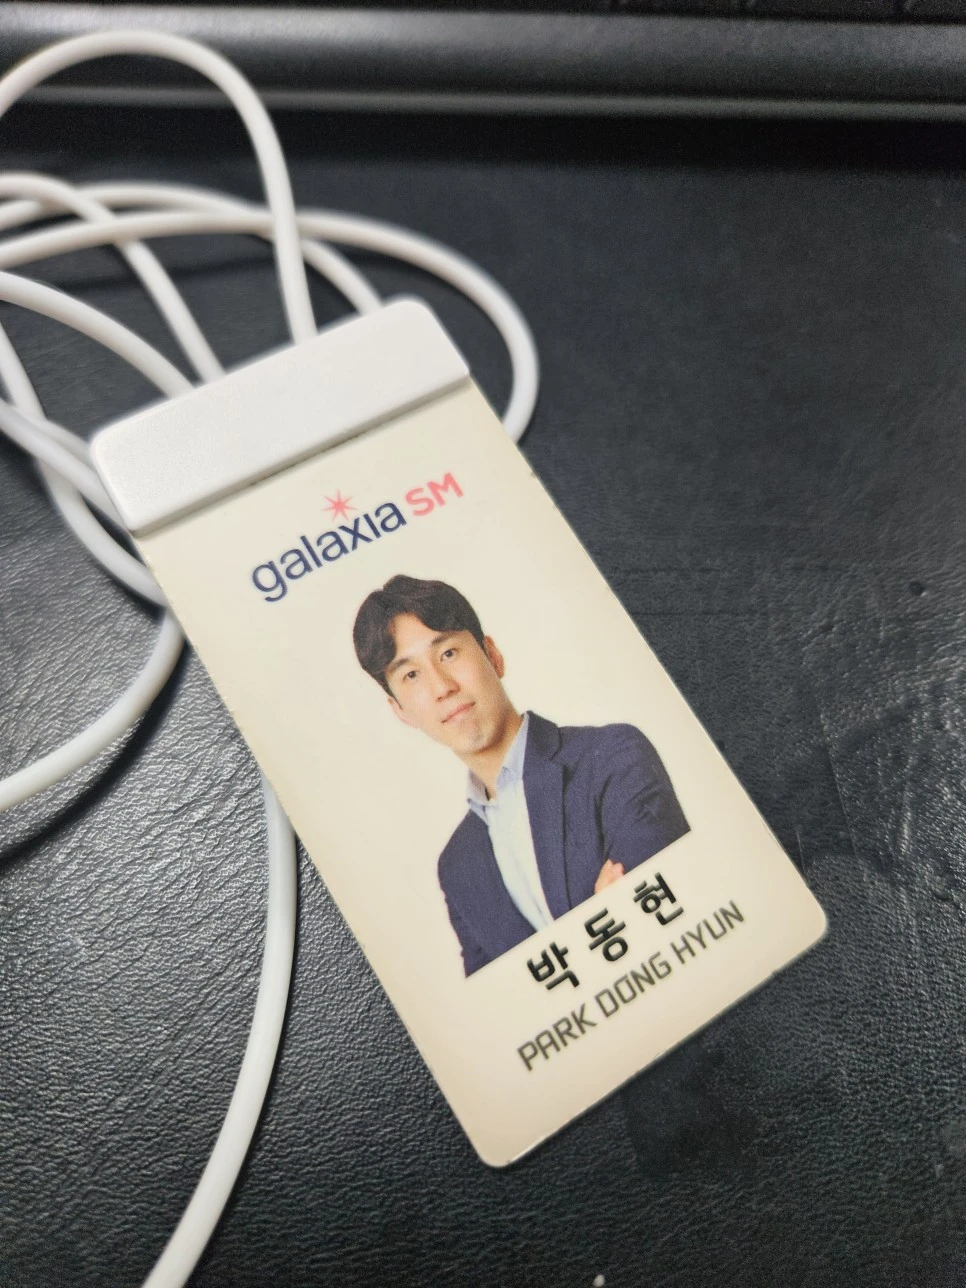 galaxia SM
박동현
PARK DONG HYUN